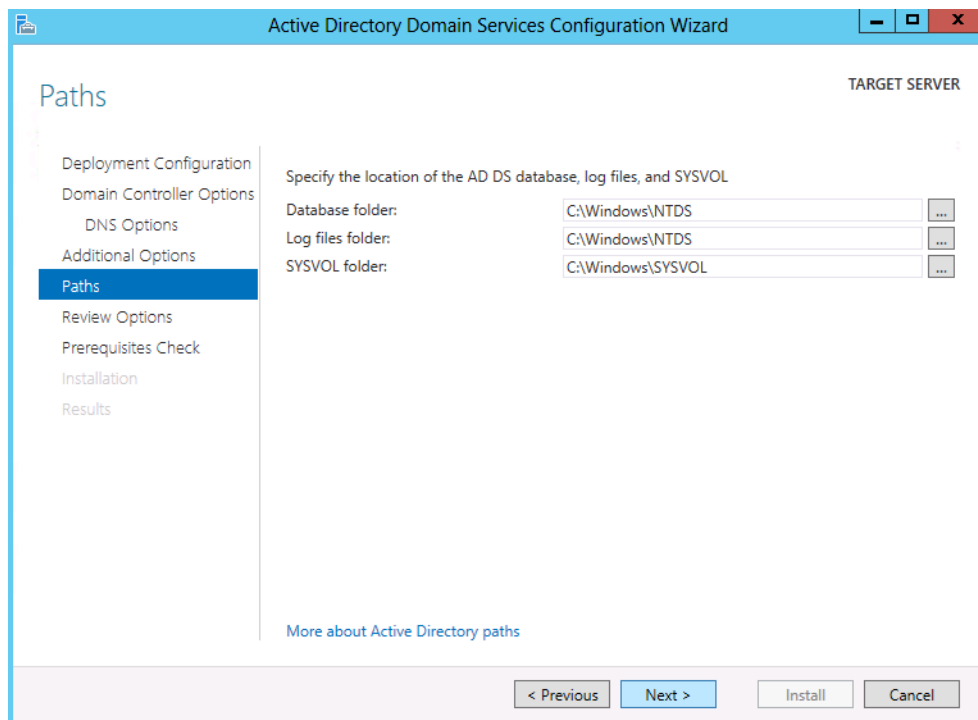 Active Directory Domain Services Configuration Wizard
Paths
TARGET SERVER
Deployment Configuration
Domain Controller Options
DNS Options
Additional Options
Paths
Review Options
Prerequisites Check
Installation
Results
Specify the location of the AD DS database, log files, and SYSVOL
Database folder: C:\Windows\NTDS ...
Log files folder: C:\Windows\NTDS ...
SYSVOL folder: C:\Windows\SYSVOL ...
More about Active Directory paths
< Previous Next > Install Cancel